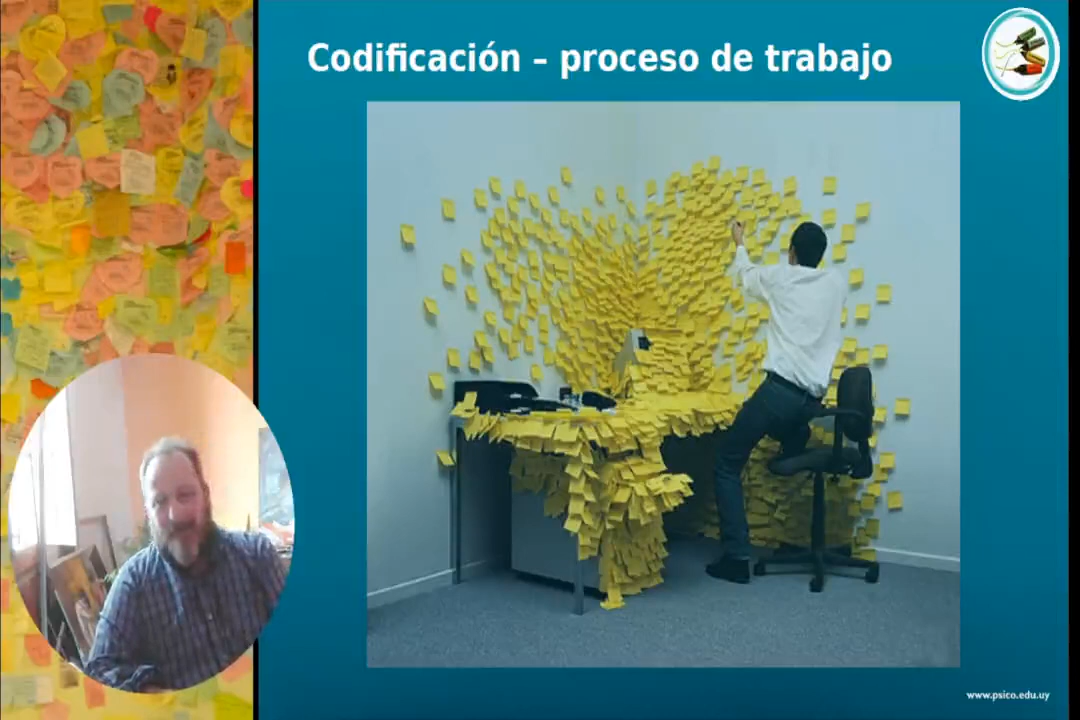 Codificación – proceso de trabajo
www.psico.edu.uy